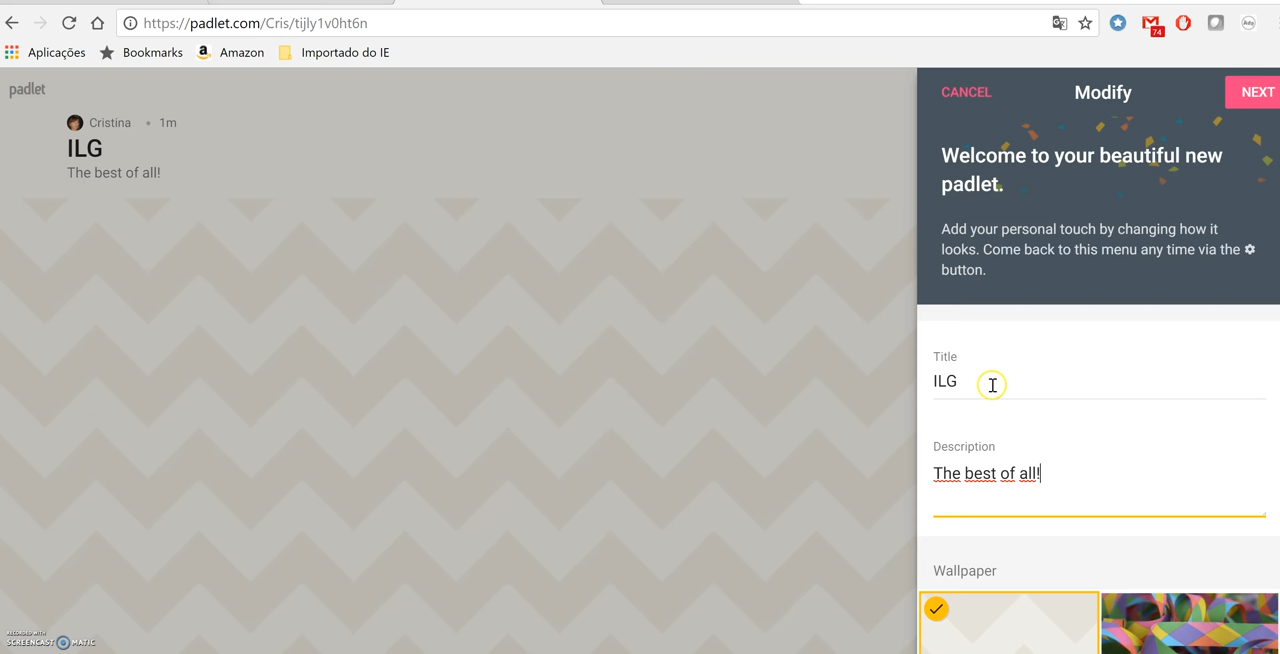 https://padlet.com/Cris/tijly1v0ht6n
74
Aplicações
Bookmarks
Amazon
Importado do IE
padlet
Cristina • 1m
ILG
The best of all!
CANCEL
Modify
NEXT
Welcome to your beautiful new
padlet.
Add your personal touch by changing how it
looks. Come back to this menu any time via the
button.
Title
ILG
Description
The best of all!
Wallpaper
RECORDED WITH
SCREENCAST MATIC